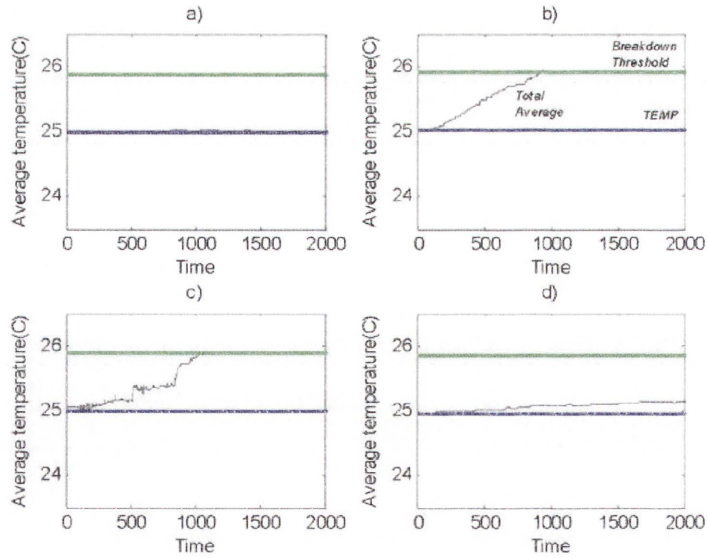 a)
Average temperature(C)
26
25
24
0 500 1000 1500 2000
Time
b)
Average temperature(C)
26
25
24
Breakdown
Threshold
Total
Average
TEMP
0 500 1000 1500 2000
Time
c)
Average temperature(C)
26
25
24
0 500 1000 1500 2000
Time
d)
Average temperature(C)
26
25
24
0 500 1000 1500 2000
Time